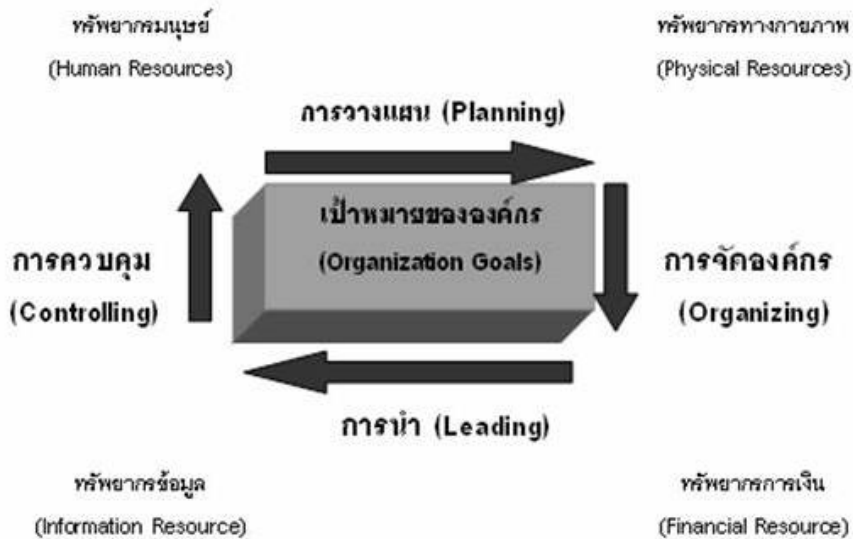 ทรัพยากรมนุษย์
(Human Resources)
ทรัพยากรทางกายภาพ
(Physical Resources)
การวางแผน (Planning)
เป้าหมายขององค์กร
(Organization Goals)
การควบคุม
(Controlling)
การจัดองค์กร
(Organizing)
การนำ (Leading)
ทรัพยากรข้อมูล
(Information Resource)
ทรัพยากรการเงิน
(Financial Resource)